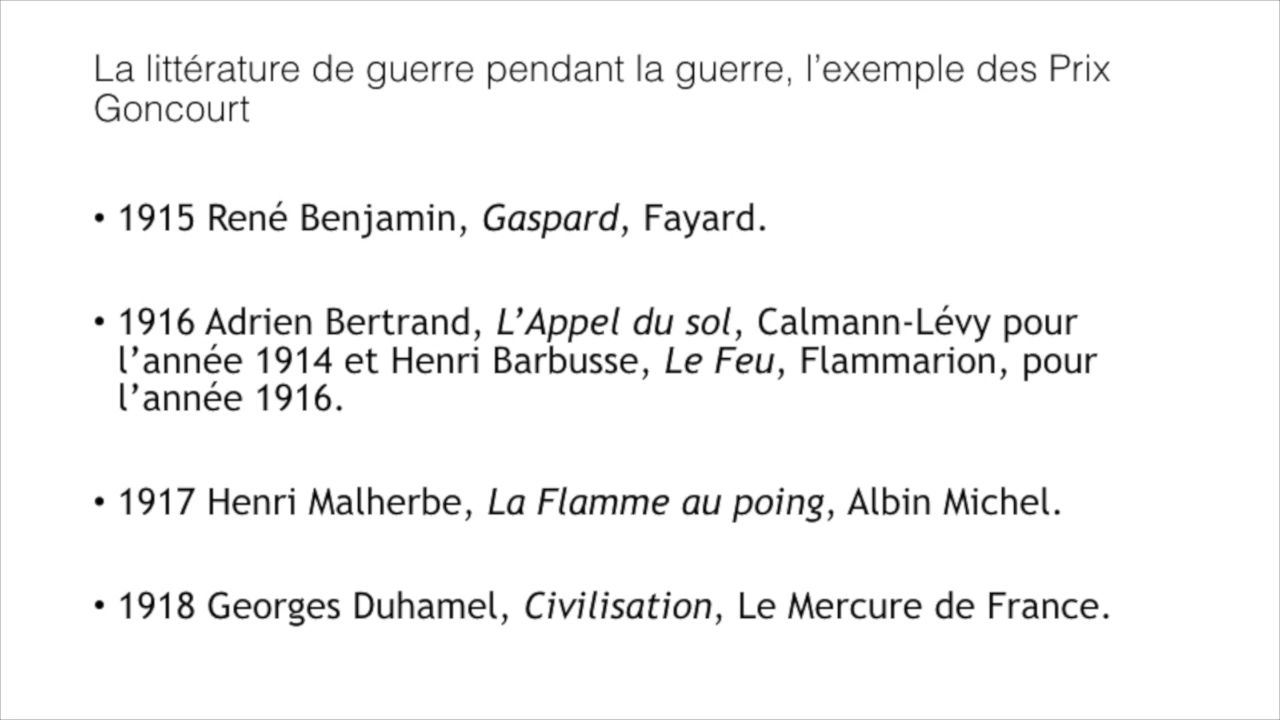 La littérature de guerre pendant la guerre, l’exemple des Prix
Goncourt
• 1915 René Benjamin, Gaspard, Fayard.
• 1916 Adrien Bertrand, L’Appel du sol, Calmann-Lévy pour
l’année 1914 et Henri Barbusse, Le Feu, Flammarion, pour
l’année 1916.
• 1917 Henri Malherbe, La Flamme au poing, Albin Michel.
• 1918 Georges Duhamel, Civilisation, Le Mercure de France.